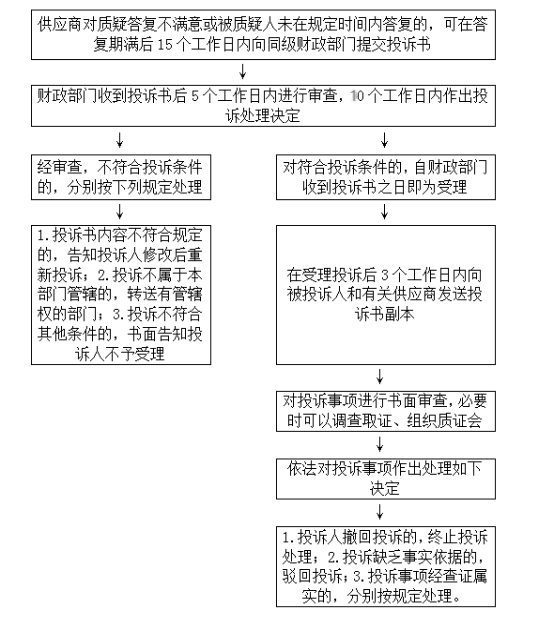 供应商对质疑答复不满意或被质疑人未在规定时间内答复的，可在答
复期满后15个工作日内向同级财政部门提交投诉书
财政部门收到投诉书后5个工作日内进行审查，10个工作日内作出投
诉处理决定
经审查，不符合投诉条件
的，分别按下列规定处理
对符合投诉条件的，自财政部门
收到投诉书之日即为受理
1.投诉书内容不符合规定
的，告知投诉人修改后重
新投诉；2.投诉不属于本
部门管辖的，转送有管辖
权的部门；3.投诉不符合
其他条件的，书面告知投
诉人不予受理
在受理投诉后3个工作日内向
被投诉人和有关供应商发送投
诉书副本
对投诉事项进行书面审查，必要
时可以调查取证、组织质证会
依法对投诉事项作出处理如下
决定
1.投诉人撤回投诉的，终止投诉
处理；2.投诉缺乏事实依据的，
驳回投诉；3.投诉事项经查证属
实的，分别按规定处理。